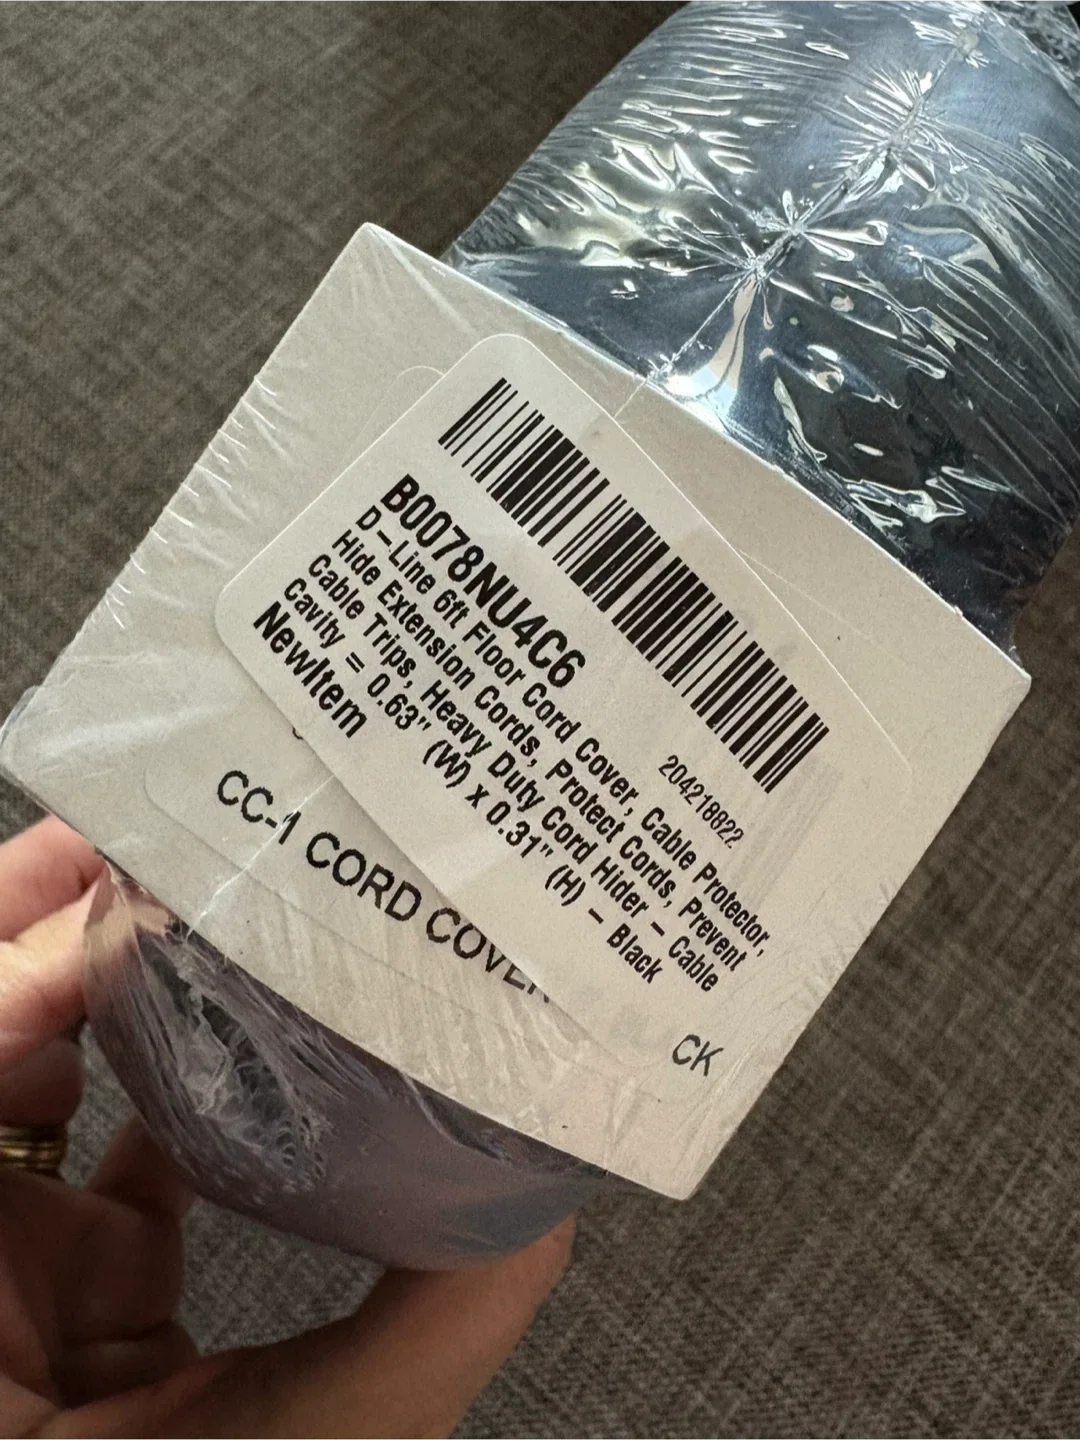 B0078NU4C6
204218822
D-Line 6ft Floor Cord Cover, Cable Protector,
Hide Extension Cords, Protect Cords, Prevent
Cable Trips, Heavy Duty Cord Hider - Cable
Cavity = 0.63" (W) x 0.31" (H) - Black
NewItem
CC-1 CORD COVER
CK